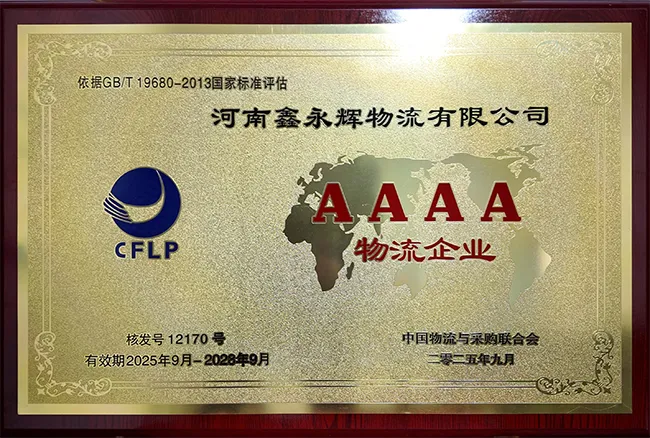 依据GB/T 19680-2013国家标准评估
河南鑫永辉物流有限公司
CFLP
AAAA
物流企业
核发号 12170 号
有效期2025年9月-2028年9月
中国物流与采购联合会
二零二五年九月